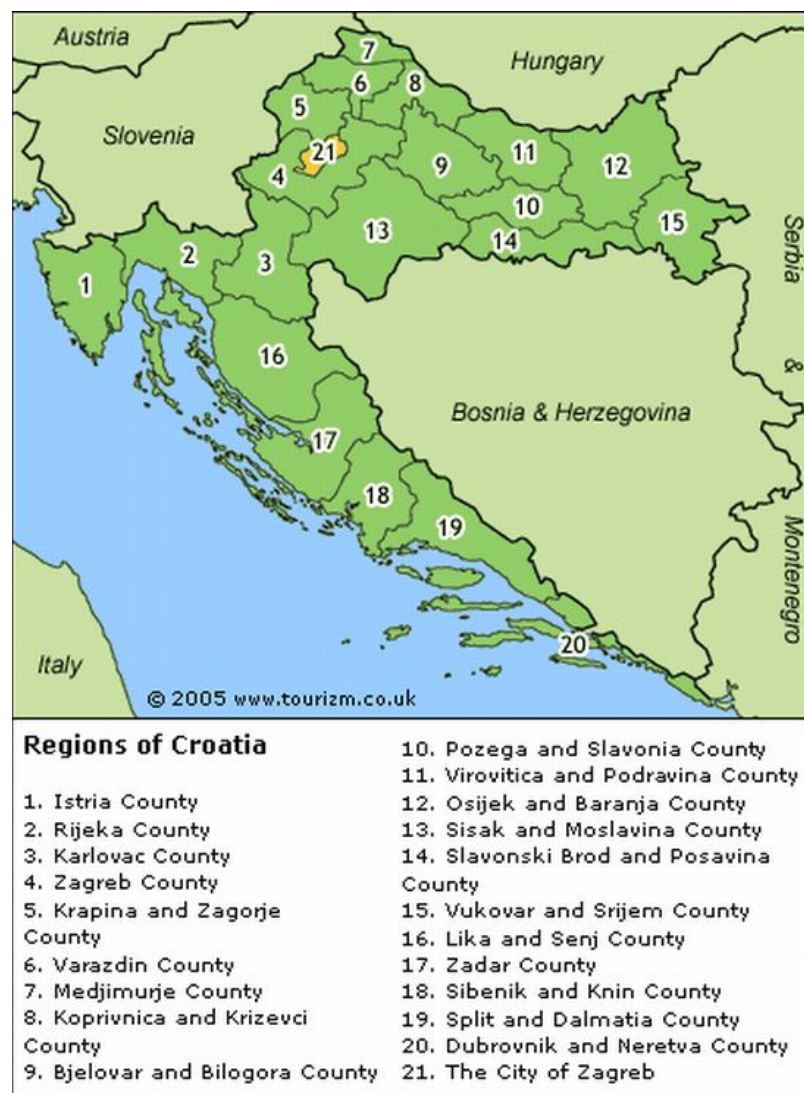 Austria
Hungary
Slovenia
7
6
8
5
21
11
12
4
9
10
15
13
14
Serbia
&
Montenegro
2
3
1
16
Bosnia & Herzegovina
17
18
19
20
Italy
© 2005 www.tourizm.co.uk
Regions of Croatia
1. Istria County
2. Rijeka County
3. Karlovac County
4. Zagreb County
5. Krapina and Zagorje
County
6. Varazdin County
7. Medjimurje County
8. Koprivnica and Krizevci
County
9. Bjelovar and Bilogora County
10. Pozega and Slavonia County
11. Virovitica and Podravina County
12. Osijek and Baranja County
13. Sisak and Moslavina County
14. Slavonski Brod and Posavina
County
15. Vukovar and Srijem County
16. Lika and Senj County
17. Zadar County
18. Sibenik and Knin County
19. Split and Dalmatia County
20. Dubrovnik and Neretva County
21. The City of Zagreb